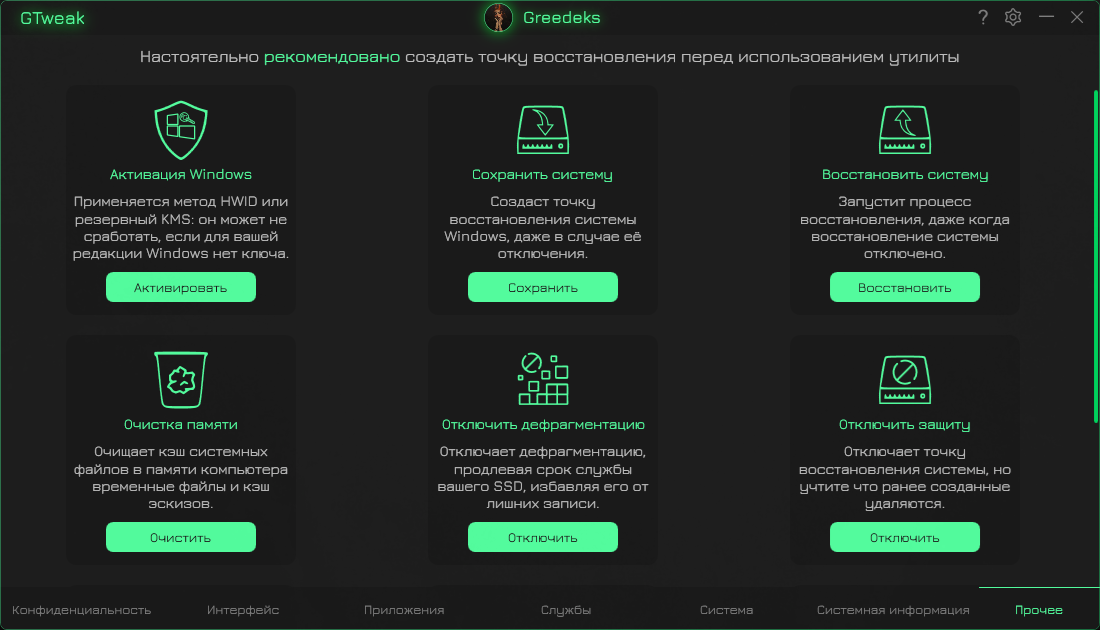 GTweak
Greedeks
?
Настоятельно рекомендовано создать точку восстановления перед использованием утилиты
Активация Windows
Применяется метод HWID или
резервный KMS: он может не
сработать, если для вашей
редакции Windows нет ключа.
Активировать
Сохранить систему
Создаст точку
восстановления системы
Windows, даже в случае её
отключения.
Сохранить
Восстановить систему
Запустит процесс
восстановления, даже когда
восстановление системы
отключено.
Восстановить
Очистка памяти
Очищает кэш системных
файлов в памяти компьютера
временные файлы и кэш
эскизов.
Очистить
Отключить дефрагментацию
Отключает дефрагментацию,
продлевая срок службы
вашего SSD, избавляя его от
лишних записи.
Отключить
Отключить защиту
Отключает точку
восстановления системы, но
учтите что ранее созданные
удаляются.
Отключить
Конфиденциальность
Интерфейс
Приложения
Службы
Система
Системная информация
Прочее